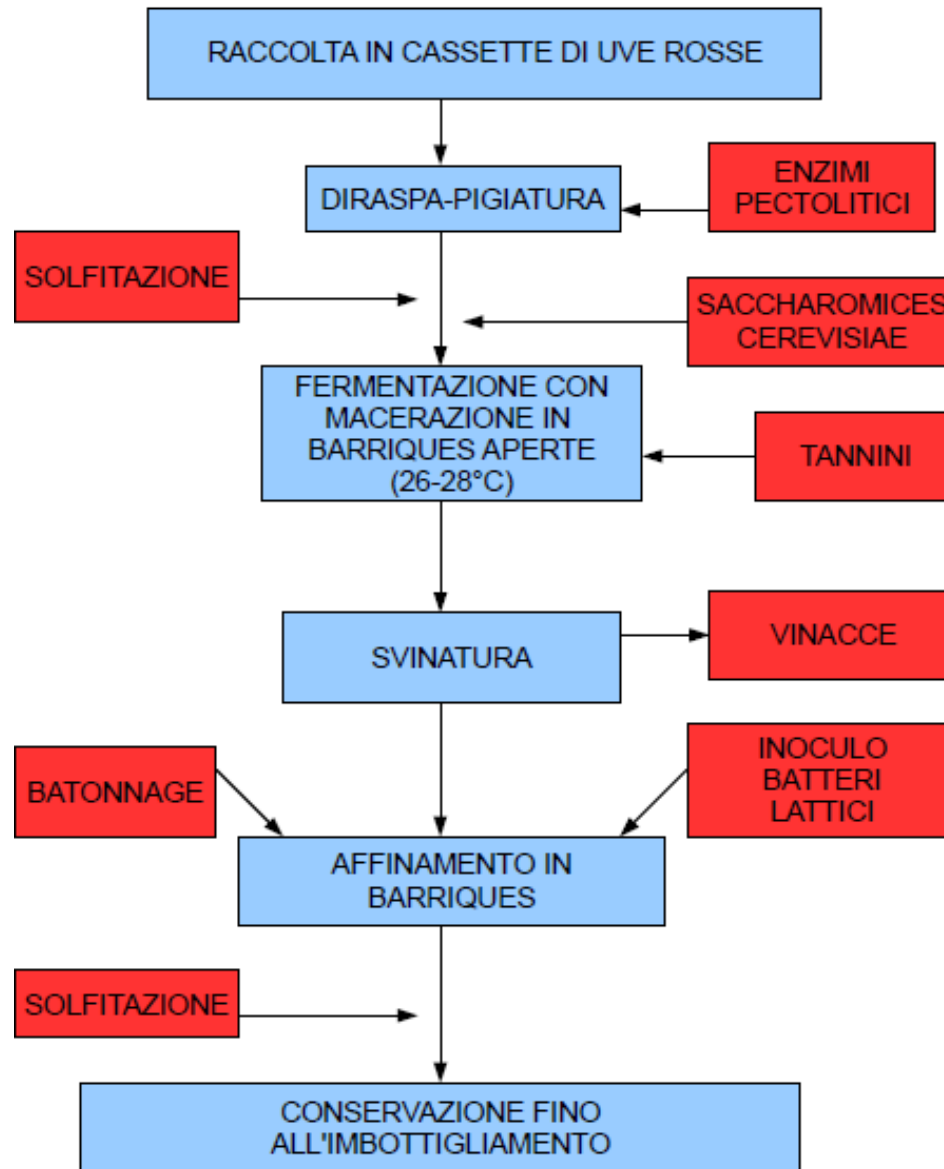 RACCOLTA IN CASSETTE DI UVE ROSSE
DIRASPA-PIGIATURA
ENZIMI
PECTOLITICI
SOLFITAZIONE
SACCHAROMICES
CEREVISIAE
FERMENTAZIONE CON
MACERAZIONE IN
BARRIQUES APERTE
(26-28°C)
TANNINI
SVINATURA
VINACCE
BATONNAGE
INOCULO
BATTERI
LATTICI
AFFINAMENTO IN
BARRIQUES
SOLFITAZIONE
CONSERVAZIONE FINO
ALL'IMBOTTIGLIAMENTO